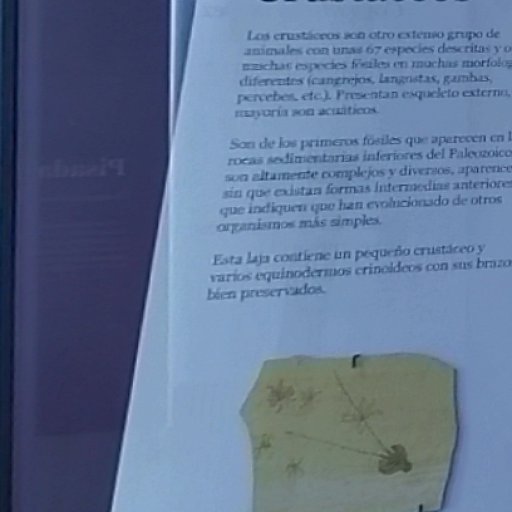 Los crustáceos son otro extenso grupo de
animales con unas 67 especies descritas y o
muchas especies fósiles en muchas morfolog
diferentes (cangrejos, langostas, gambas,
percebes, etc.). Presentan esqueleto externo,
mayoría son acuáticos.
Son de los primeros fósiles que aparecen en l
rocas sedimentarias inferiores del Paleozoico
son altamente complejos y diversos, aparece
sin que existan formas intermedias anteriore
que indiquen que han evolucionado de otros
organismos más simples.
Esta laja contiene un pequeño crustáceo y
varios equinodermos crinoideos con sus brazo
bien preservados.